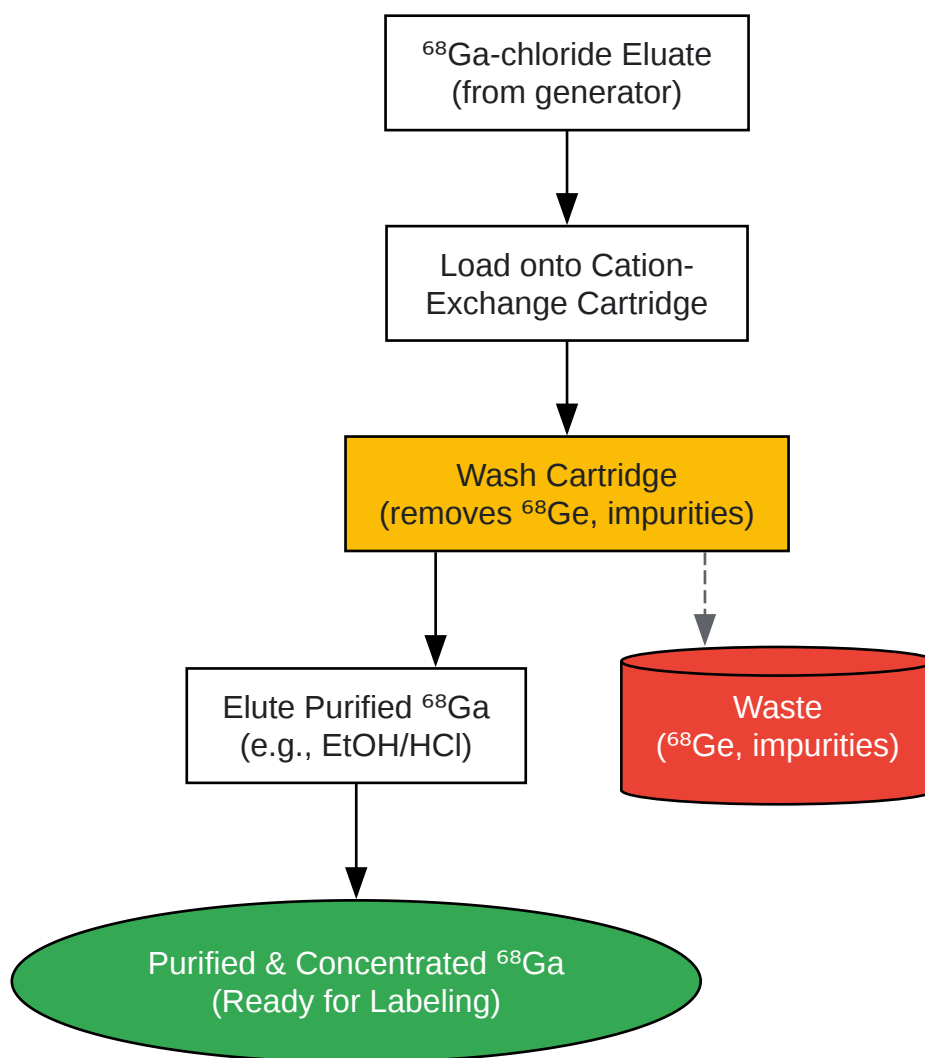 ⁶⁸Ga-chloride Eluate
(from generator)
Load onto Cation-
Exchange Cartridge
Wash Cartridge
(removes ⁶⁸Ge, impurities)
Elute Purified ⁶⁸Ga
(e.g., EtOH/HCl)
Waste
(⁶⁸Ge, impurities)
Purified & Concentrated ⁶⁸Ga
(Ready for Labeling)